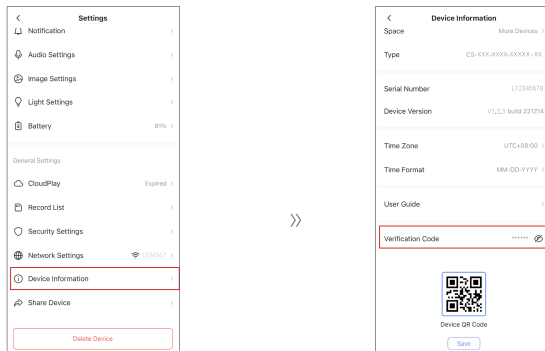 Settings
Notification
Audio Settings
Image Settings
Light Settings
Battery 91%
General Settings
CloudPlay Expired
Record List
Security Settings
Network Settings 1234567
Device Information
Share Device
Delete Device
Device Information
Space More Devices
Type CS-XXX-XXXX-XXXXX -XX
Serial Number L12345678
Device Version V1,2,3 build 221214
Time Zone UTC+08:00
Time Format MM-DD-YYYY
User Guide
Verification Code ******
Device QR Code
Save